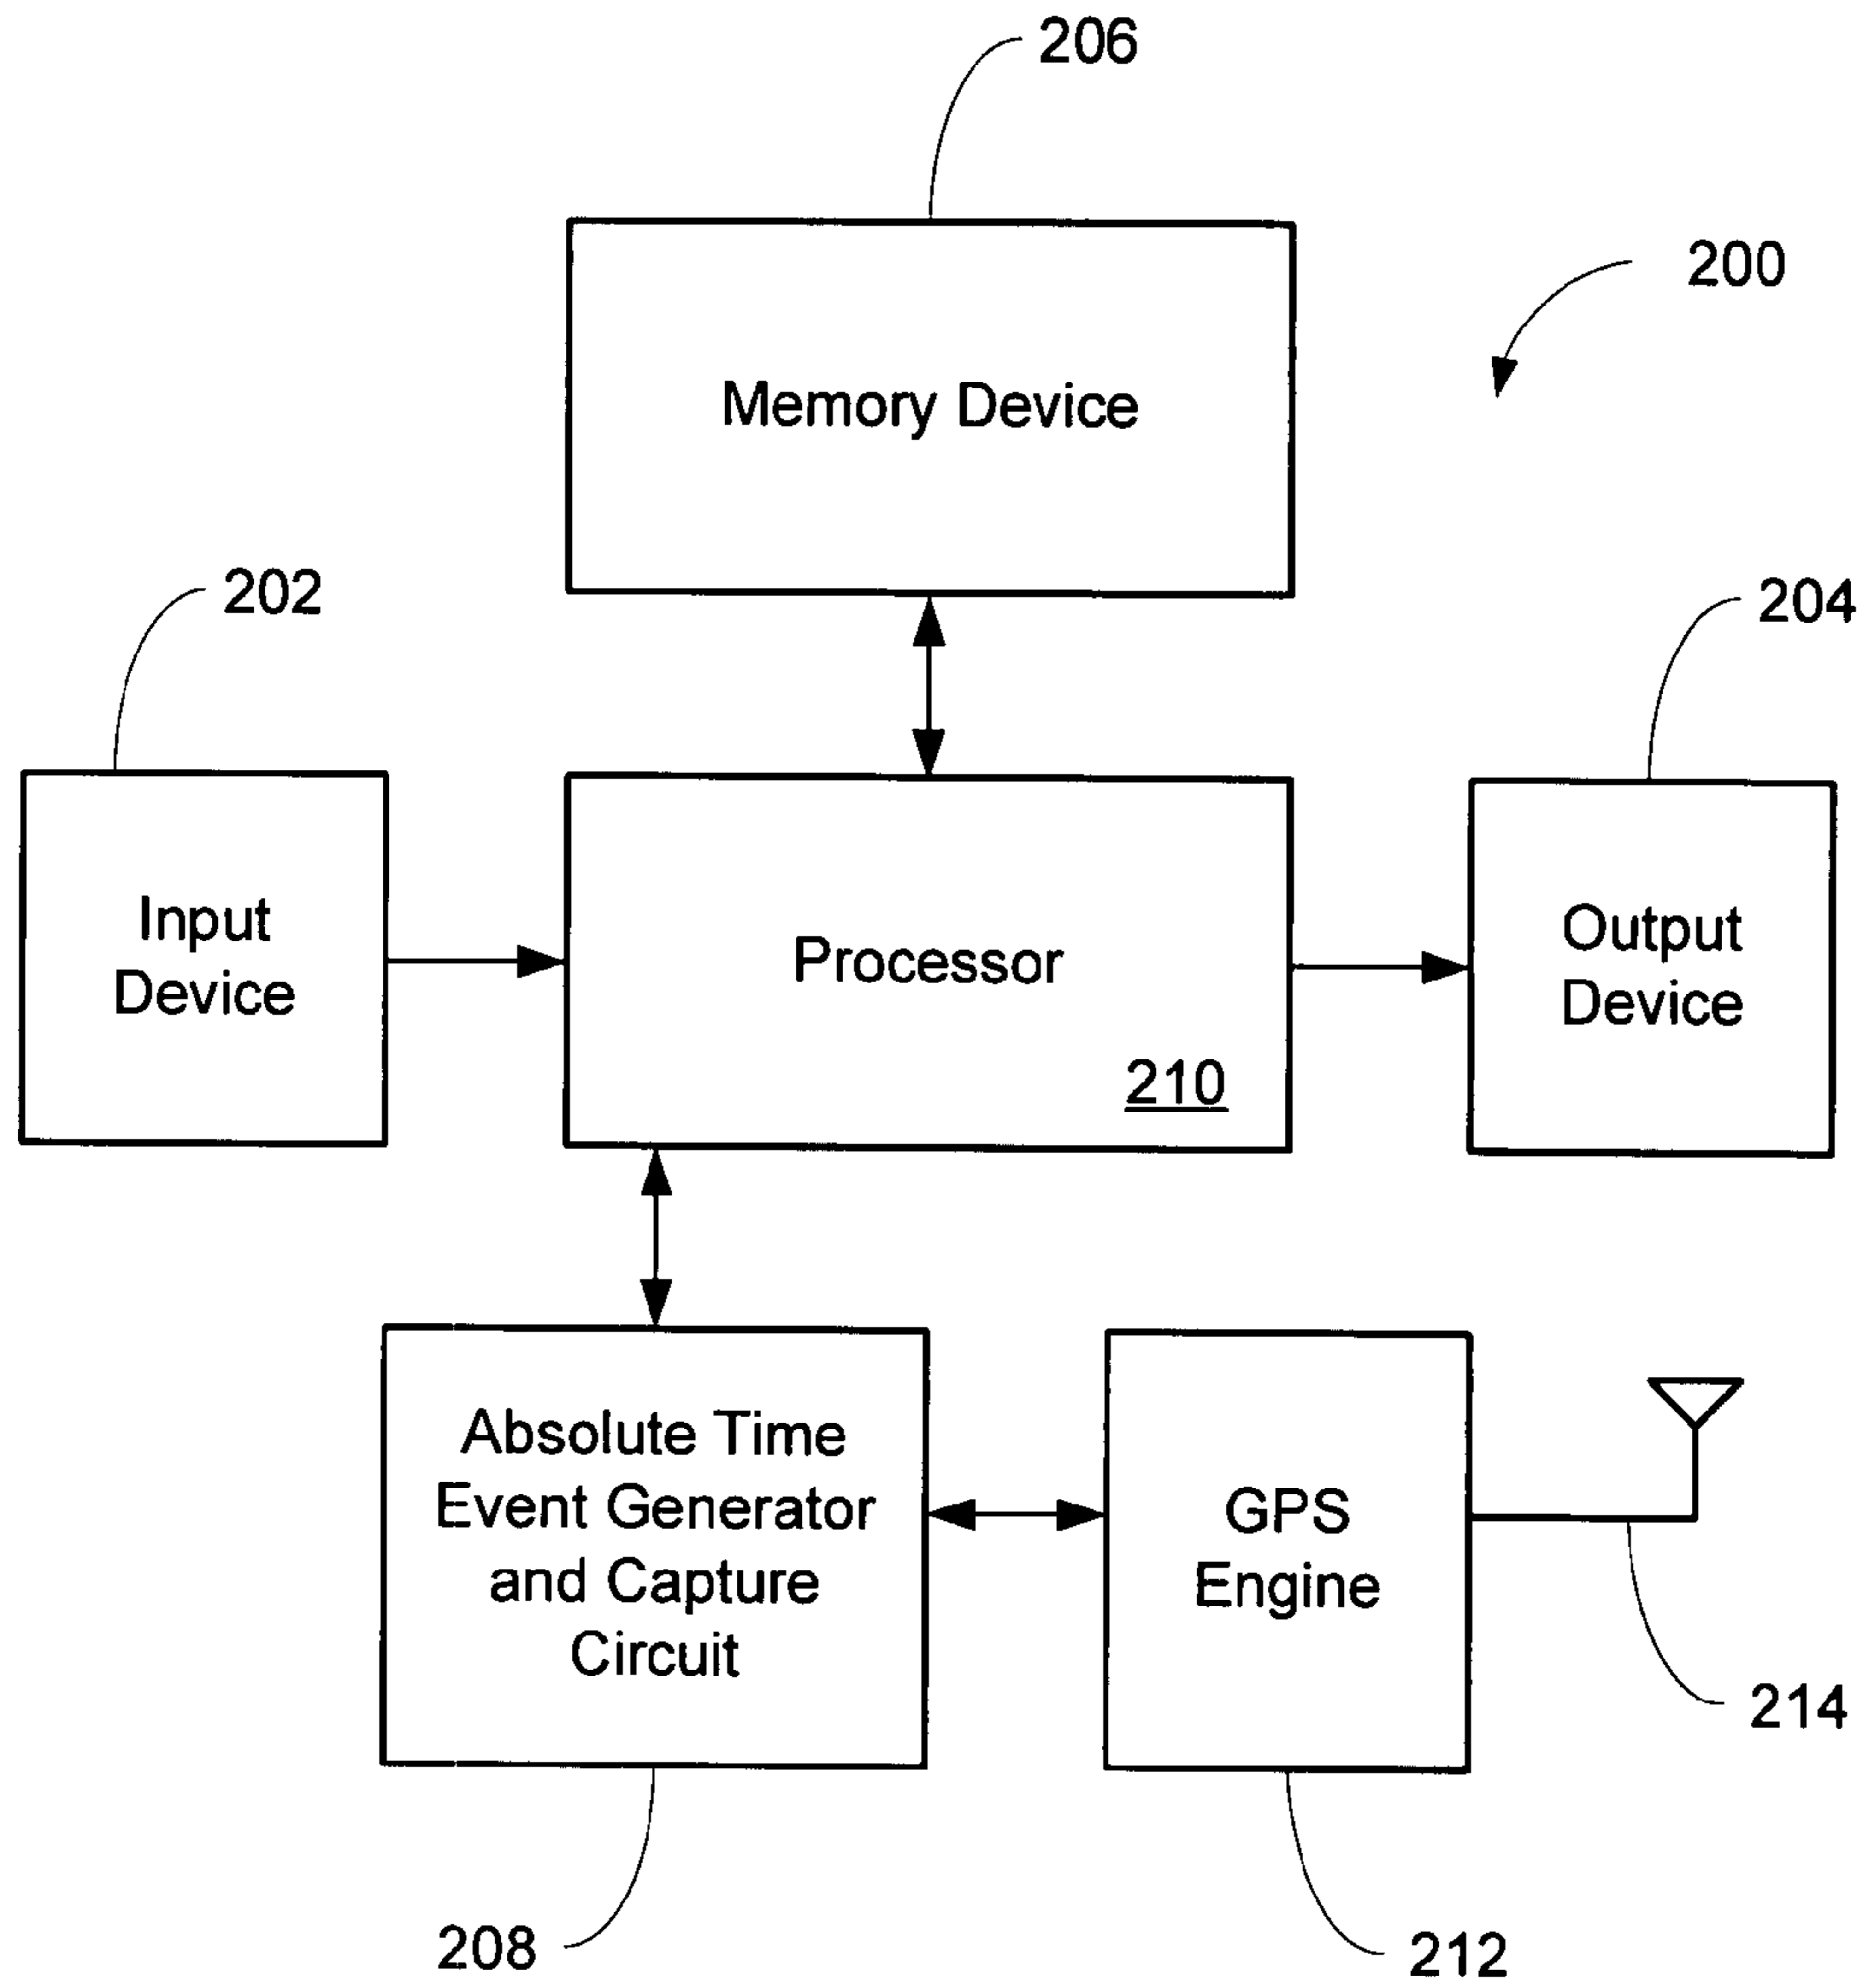 206
200
Memory Device
202
204
Input
Device
Processor
210
Output
Device
Absolute Time
Event Generator
and Capture
Circuit
GPS
Engine
214
208
212